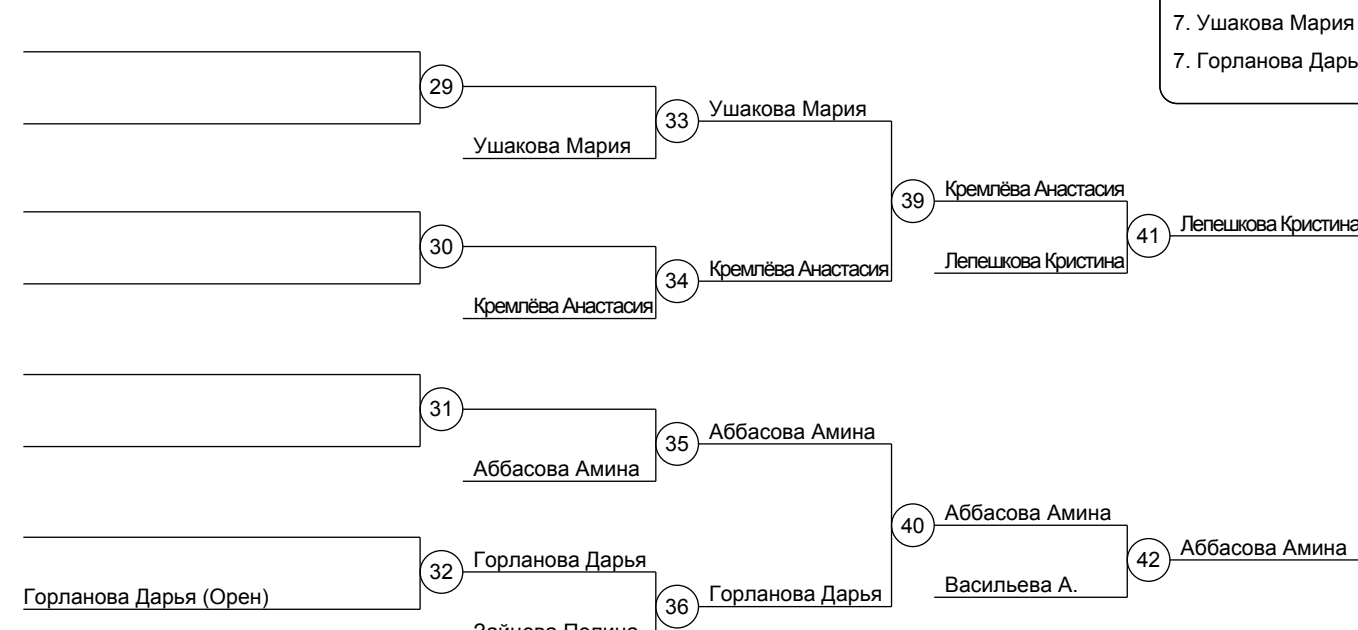 7. Ушакова Мария
7. Горланова Дарь
29
33
Ушакова Мария
Ушакова Мария
39
Кремлёва Анастасия
30
41
Лепешкова Кристина
34
Кремлёва Анастасия
Лепешкова Кристина
Кремлёва Анастасия
31
35
Аббасова Амина
Аббасова Амина
40
Аббасова Амина
32
Горланова Дарья
42
Аббасова Амина
Горланова Дарья (Орен)
36
Горланова Дарья
Васильева А.
Зайцева Полина